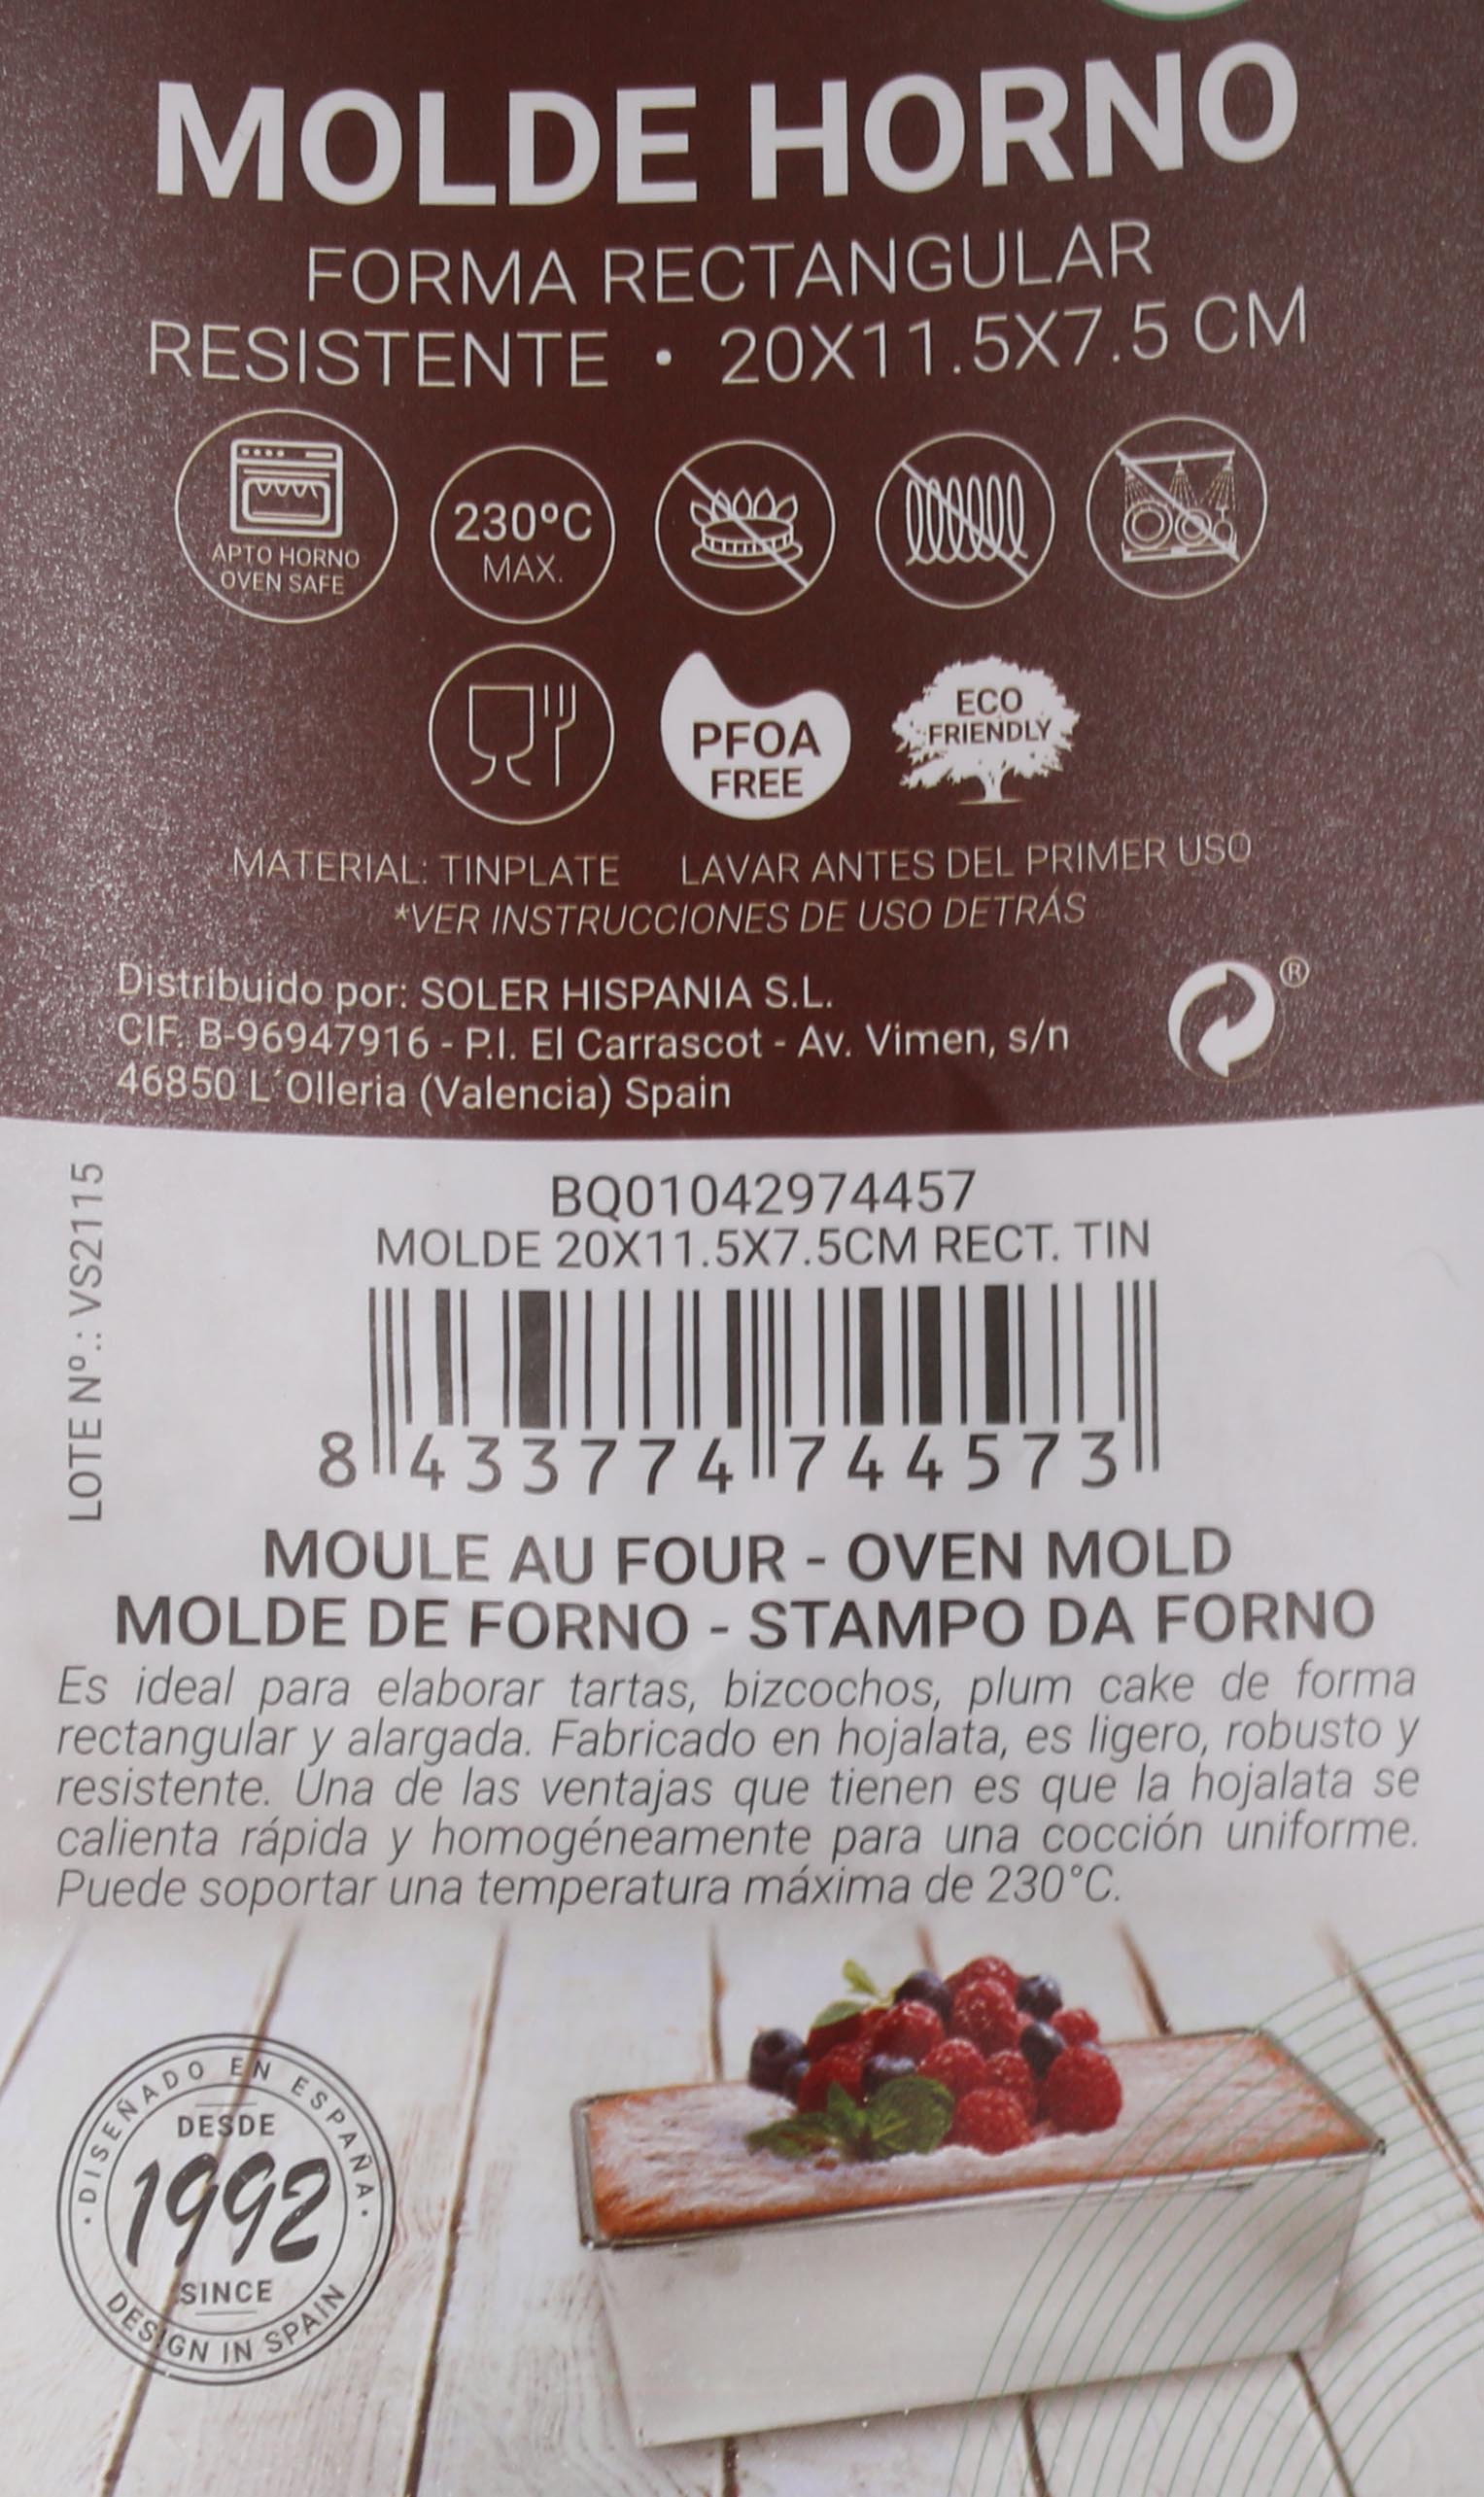 MOLDE HORNO
FORMA RECTANGULAR
RESISTENTE • 20X11.5X7.5 CM
APTO HORNO
OVEN SAFE
230ºC
MAX.
PFOA
FREE
ECO
FRIENDLY
MATERIAL: TINPLATE LAVAR ANTES DEL PRIMER USO
*VER INSTRUCCIONES DE USO DETRÁS
Distribuido por: SOLER HISPANIA S.L.
CIF. B-96947916 - P.I. El Carrascot - Av. Vimen, s/n
46850 L´Olleria (Valencia) Spain
®
LOTE Nº.: VS2115
BQ01042974457
MOLDE 20X11.5X7.5CM RECT. TIN
8 433774 744573
MOULE AU FOUR - OVEN MOLD
MOLDE DE FORNO - STAMPO DA FORNO
Es ideal para elaborar tartas, bizcochos, plum cake de forma
rectangular y alargada. Fabricado en hojalata, es ligero, robusto y
resistente. Una de las ventajas que tienen es que la hojalata se
calienta rápida y homogéneamente para una cocción uniforme.
Puede soportar una temperatura máxima de 230°C.
· DISEÑADO EN ESPAÑA ·
DESDE
1992
SINCE
DESIGN IN SPAIN